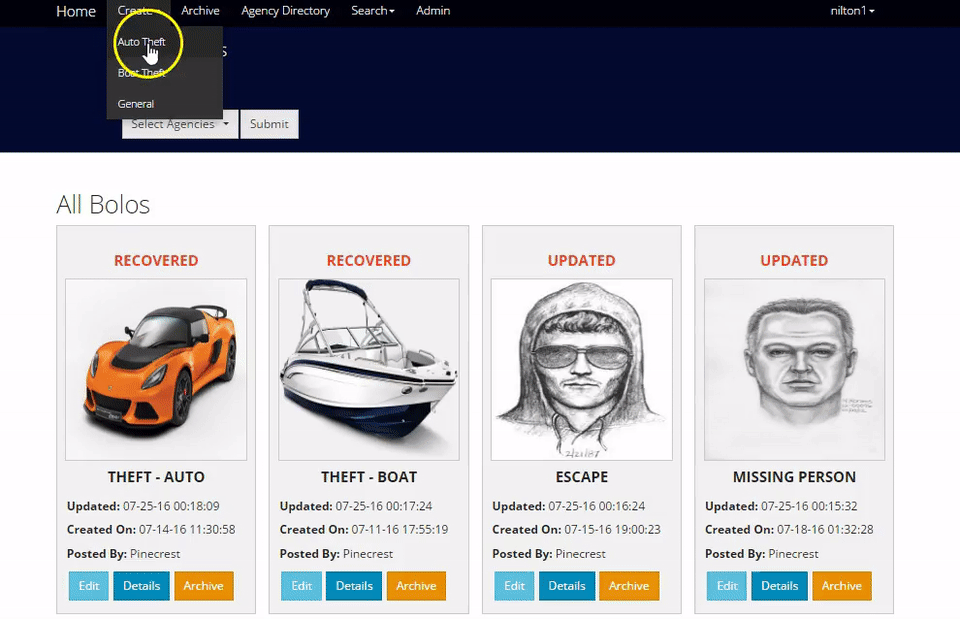 Home Create Archive Agency Directory Search Admin nilton1
Auto Theft
Boat Theft
General
Select Agencies Submit
All Bolos
RECOVERED RECOVERED UPDATED UPDATED
2/21/87
THEFT - AUTO THEFT - BOAT ESCAPE MISSING PERSON
Updated: 07-25-16 00:18:09 Updated: 07-25-16 00:17:24 Updated: 07-25-16 00:16:24 Updated: 07-25-16 00:15:32
Created On: 07-14-16 11:30:58 Created On: 07-11-16 17:55:19 Created On: 07-15-16 19:00:23 Created On: 07-18-16 01:32:28
Posted By: Pinecrest Posted By: Pinecrest Posted By: Pinecrest Posted By: Pinecrest
Edit Details Archive Edit Details Archive Edit Details Archive Edit Details Archive